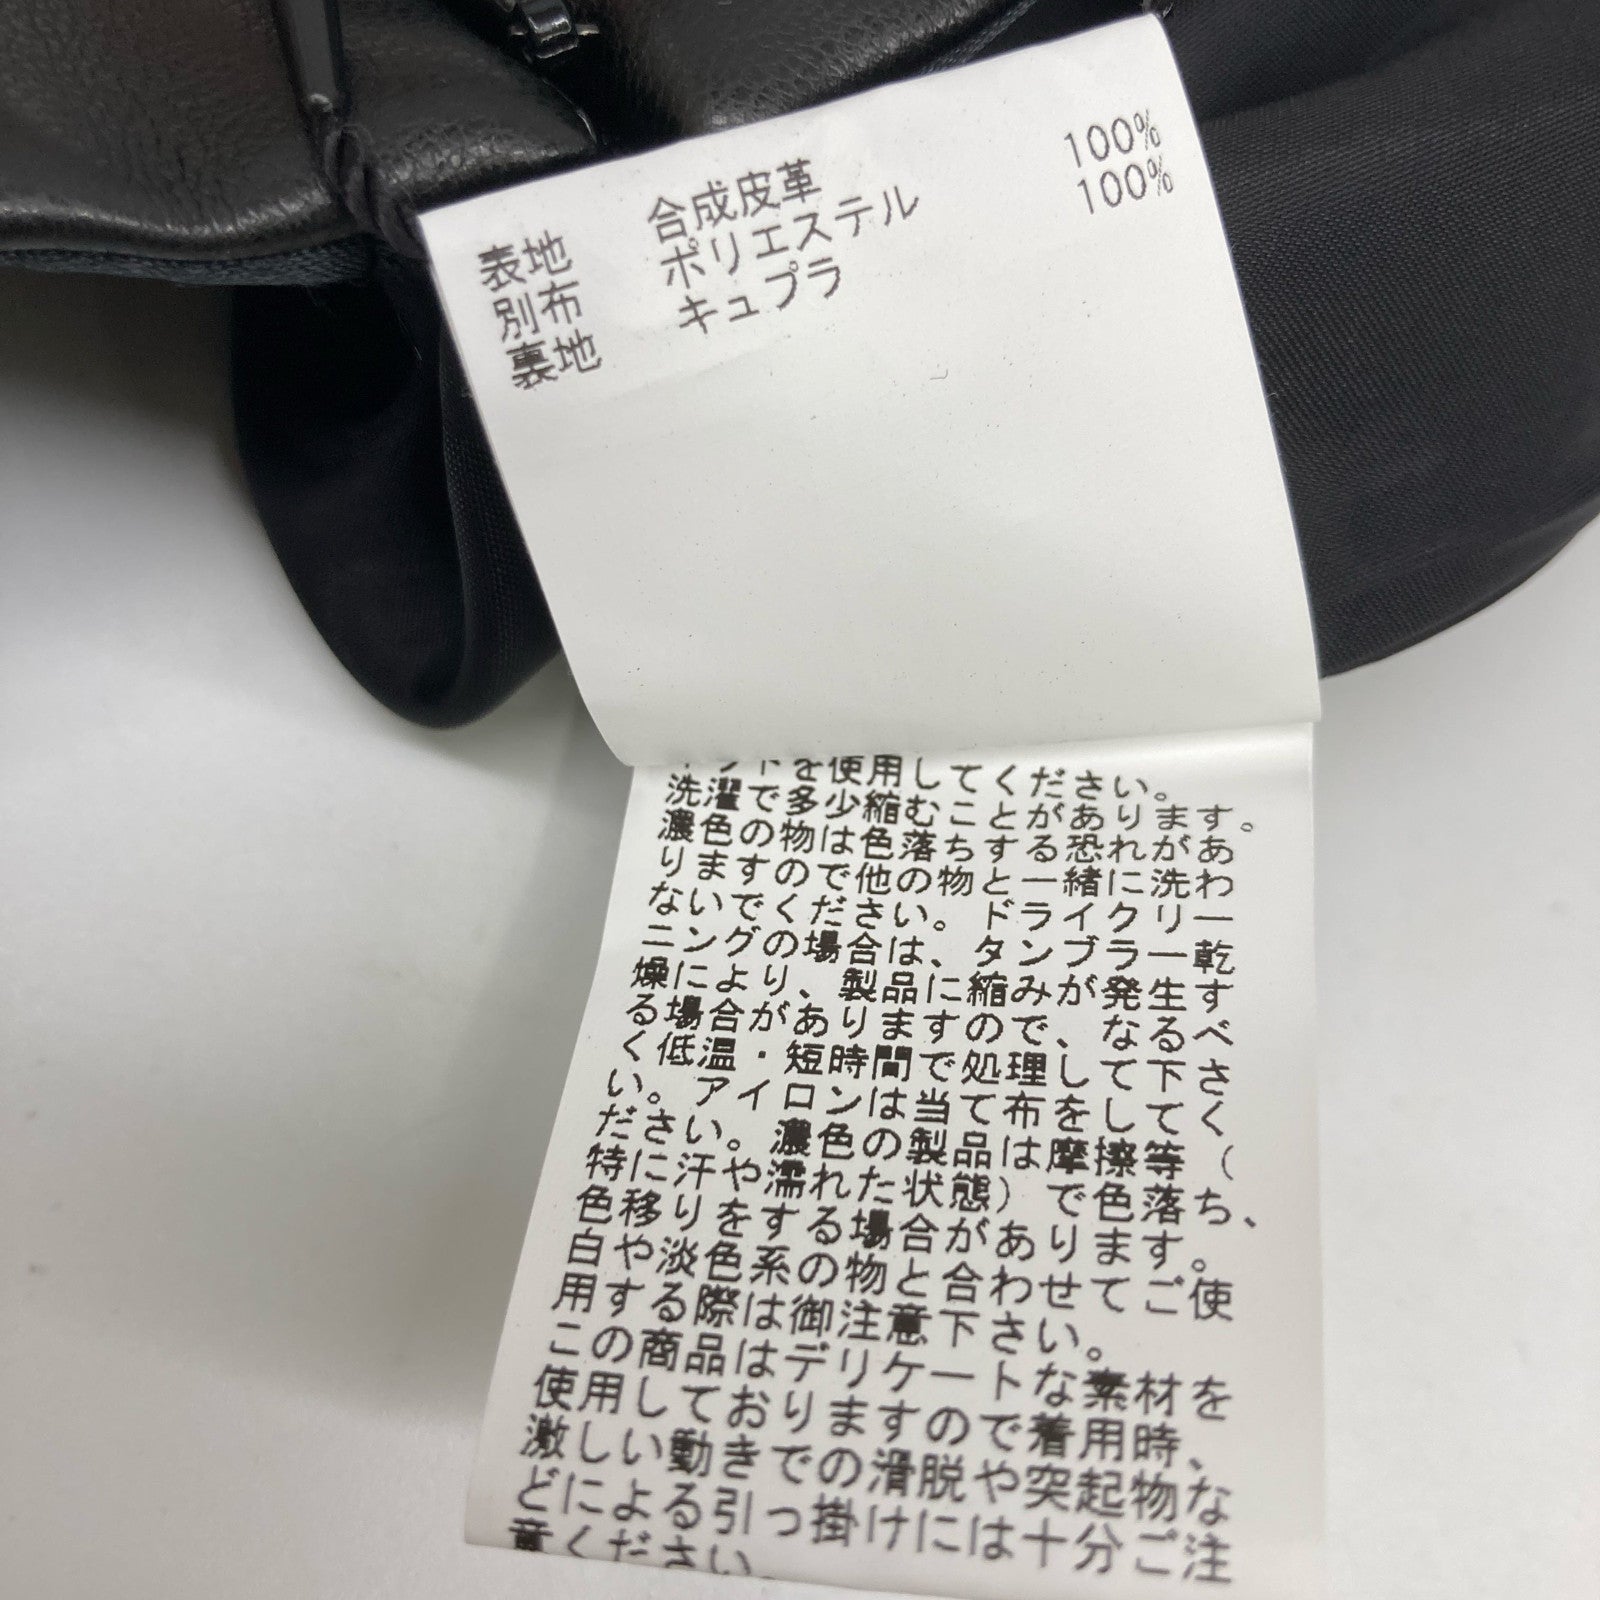 表地 合成皮革
別布 ポリエステル 100%
裏地 キュプラ 100%
を使用してください。
洗濯で多少縮むことがあります。
濃色の物は色落ちする恐れがあ
りますので他の物と一緒に洗わ
ないでください。ドライクリー
ニングの場合は、タンブラー乾
燥により、製品に縮みが発生す
る場合がありますので、なるべ
く低温・短時間で処理して下さ
い。アイロンは当て布をしてく
ださい。濃色の製品は摩擦等（
特に汗や濡れた状態）で色落ち、
色移りをする場合があります。
白や淡色系の物と合わせてご使
用する際は御注意下さい。
この商品はデリケートな素材を
使用しておりますので着用時、
激しい動きでの滑脱や突起物な
どによる引っ掛けには十分ご注
意ください。